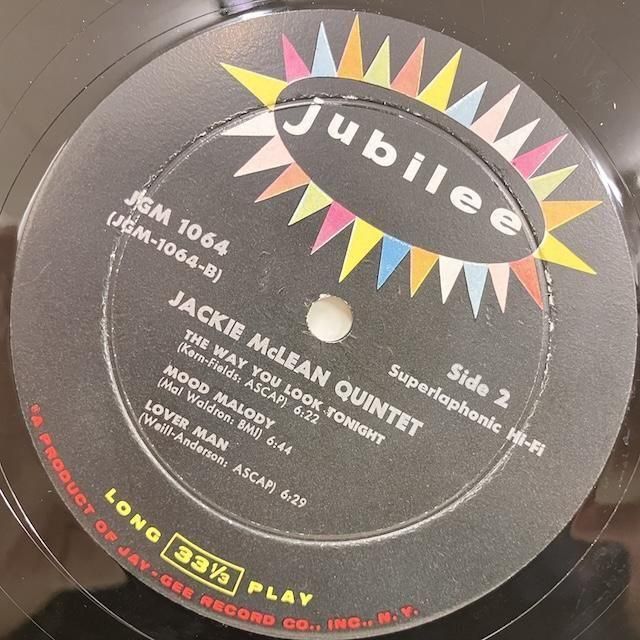 jubilee
JGM 1064
(JGM-1064-B)
Side 2
Superlaphonic Hi-Fi
JACKIE McLEAN QUINTET
THE WAY YOU LOOK TONIGHT
(Kern-Fields; ASCAP) 6:22
MOOD MALODY
(Mal Waldron; BMI) 6:44
LOVER MAN
(Weill-Anderson; ASCAP) 6:29
LONG 33⅓ PLAY
A PRODUCT OF JAY-GEE RECORD CO., INC., N. Y.